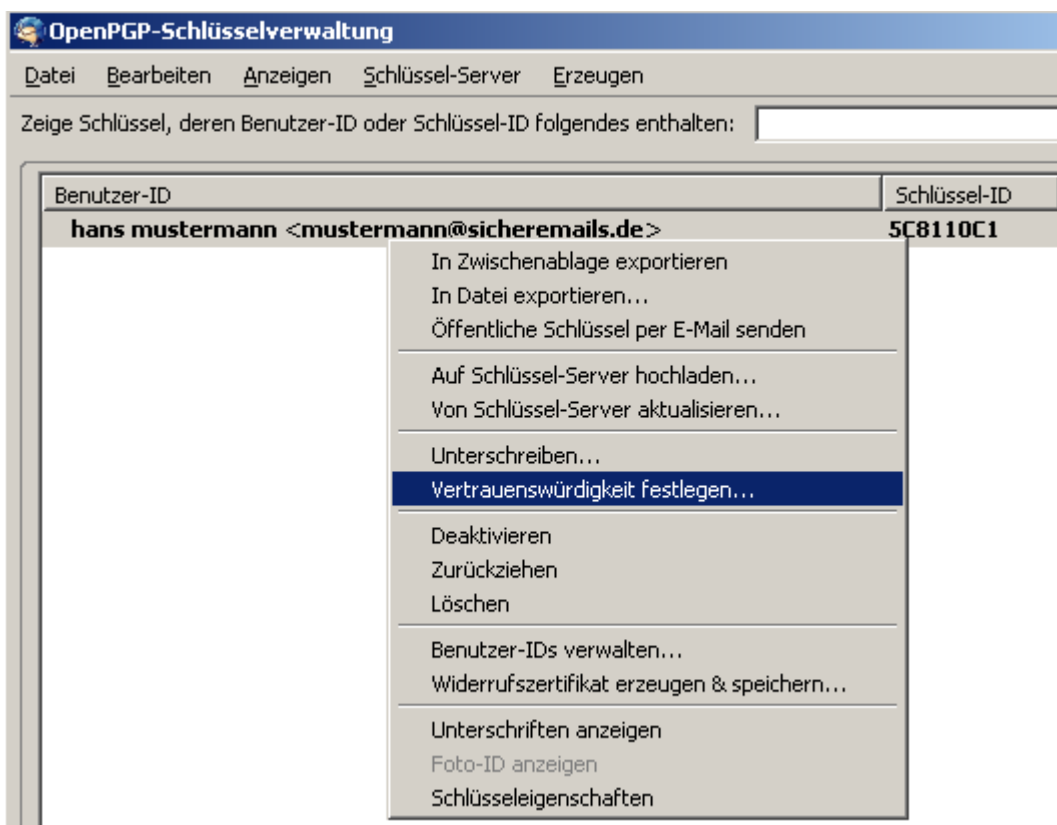 OpenPGP-Schlüsselverwaltung
Datei Bearbeiten Anzeigen Schlüssel-Server Erzeugen
Zeige Schlüssel, deren Benutzer-ID oder Schlüssel-ID folgendes enthalten:
Benutzer-ID Schlüssel-ID
hans mustermann <mustermann@sicheremails.de> 5C8110C1
In Zwischenablage exportieren
In Datei exportieren...
Öffentliche Schlüssel per E-Mail senden
Auf Schlüssel-Server hochladen...
Von Schlüssel-Server aktualisieren...
Unterschreiben...
Vertrauenswürdigkeit festlegen...
Deaktivieren
Zurückziehen
Löschen
Benutzer-IDs verwalten...
Widerrufszertifikat erzeugen & speichern...
Unterschriften anzeigen
Foto-ID anzeigen
Schlüsseleigenschaften